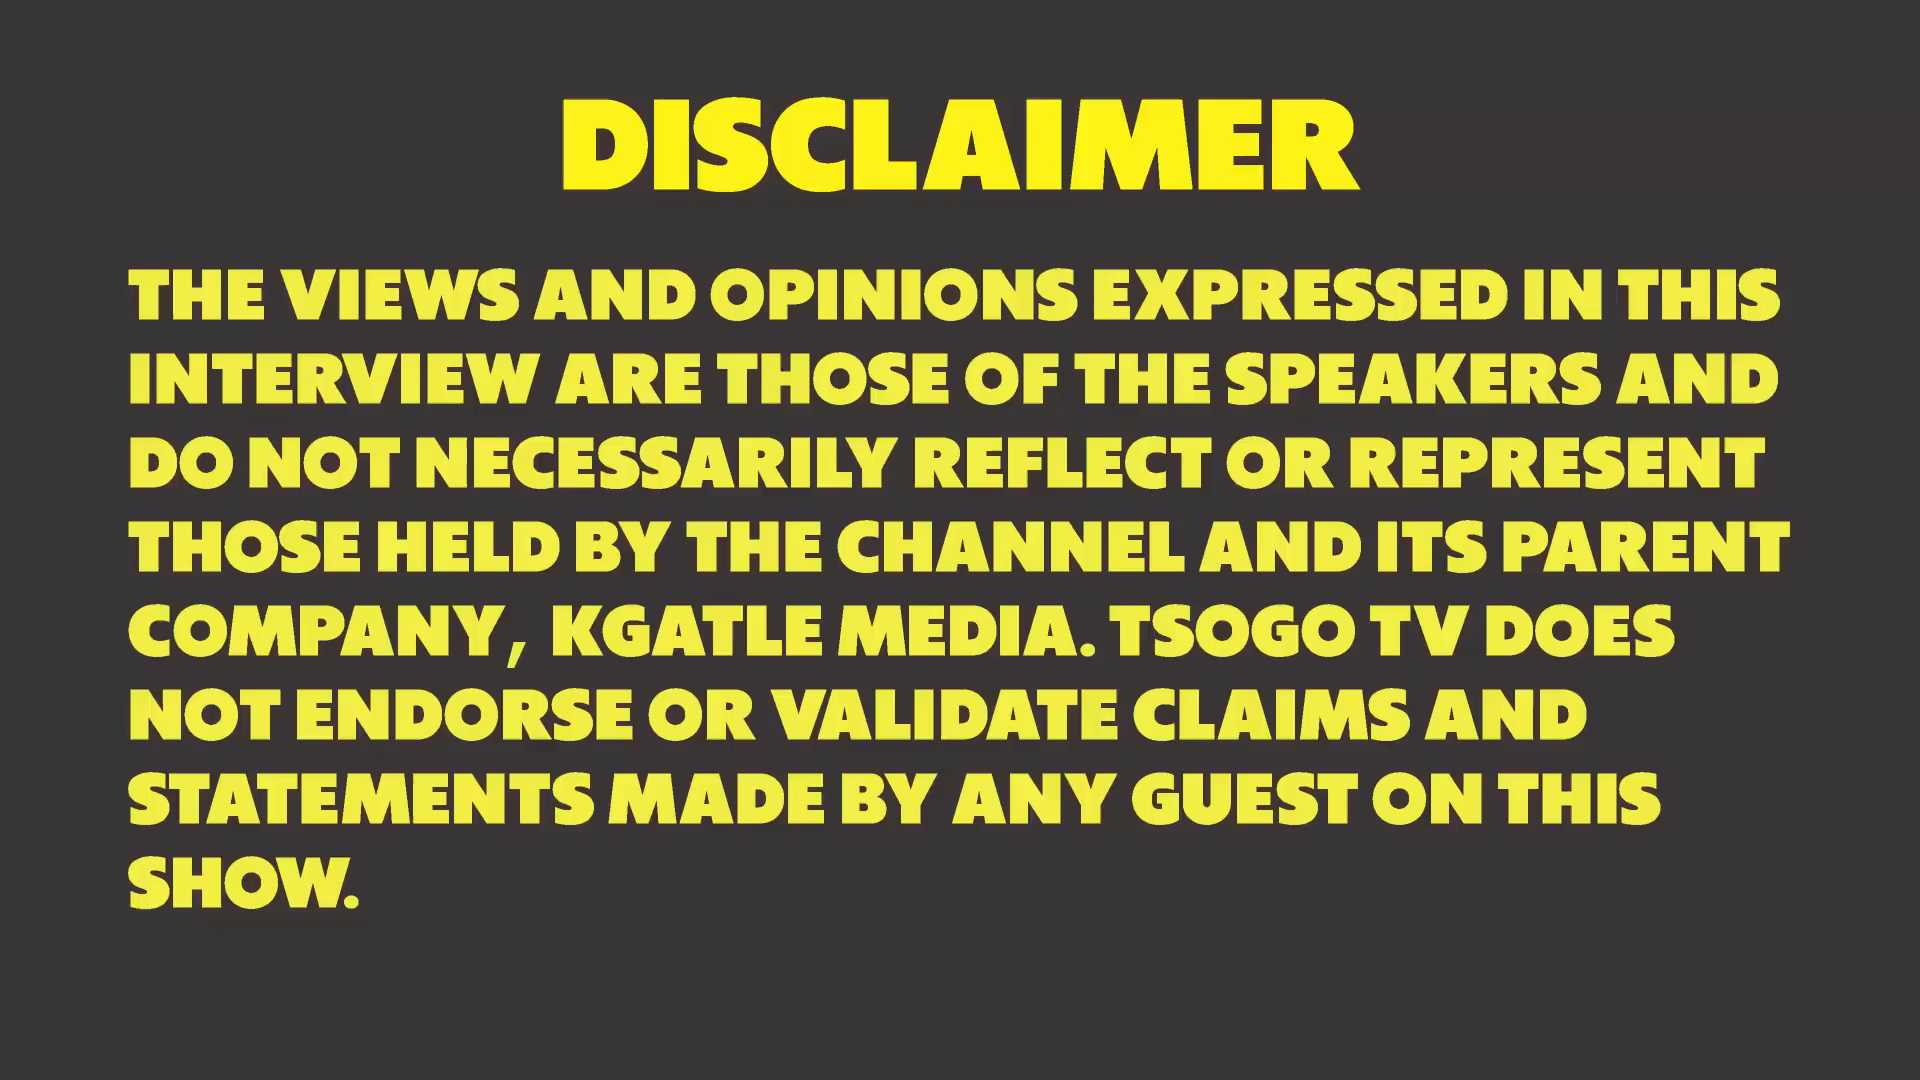 DISCLAIMER
THE VIEWS AND OPINIONS EXPRESSED IN THIS
INTERVIEW ARE THOSE OF THE SPEAKERS AND
DO NOT NECESSARILY REFLECT OR REPRESENT
THOSE HELD BY THE CHANNEL AND ITS PARENT
COMPANY, KGATLE MEDIA. TSOGO TV DOES
NOT ENDORSE OR VALIDATE CLAIMS AND
STATEMENTS MADE BY ANY GUEST ON THIS
SHOW.